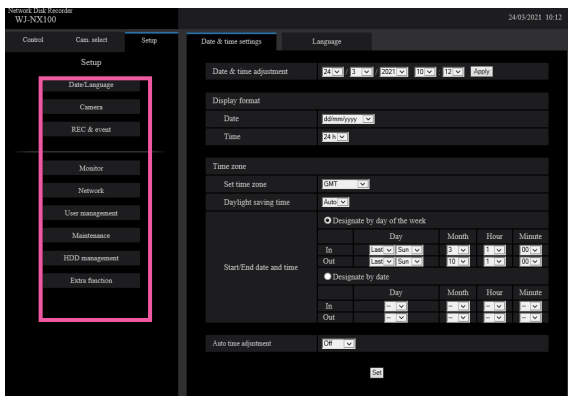 Network Disk Recorder
WJ-NX100
24/03/2021 10:12
Control Cam. select Setup
Setup
Date/Language
Camera
REC & event
Monitor
Network
User management
Maintenance
HDD management
Extra function
Date & time settings Language
Date & time adjustment 24 / 3 / 2021 10 : 12 Apply
Display format
Date dd/mm/yyyy
Time 24 h
Time zone
Set time zone GMT
Daylight saving time Auto
Start/End date and time
Designate by day of the week
Day Month Hour Minute
In Last Sun 3 1 00
Out Last Sun 10 1 00
Designate by date
Day Month Hour Minute
In -- -- -- --
Out -- -- -- --
Auto time adjustment Off
Set